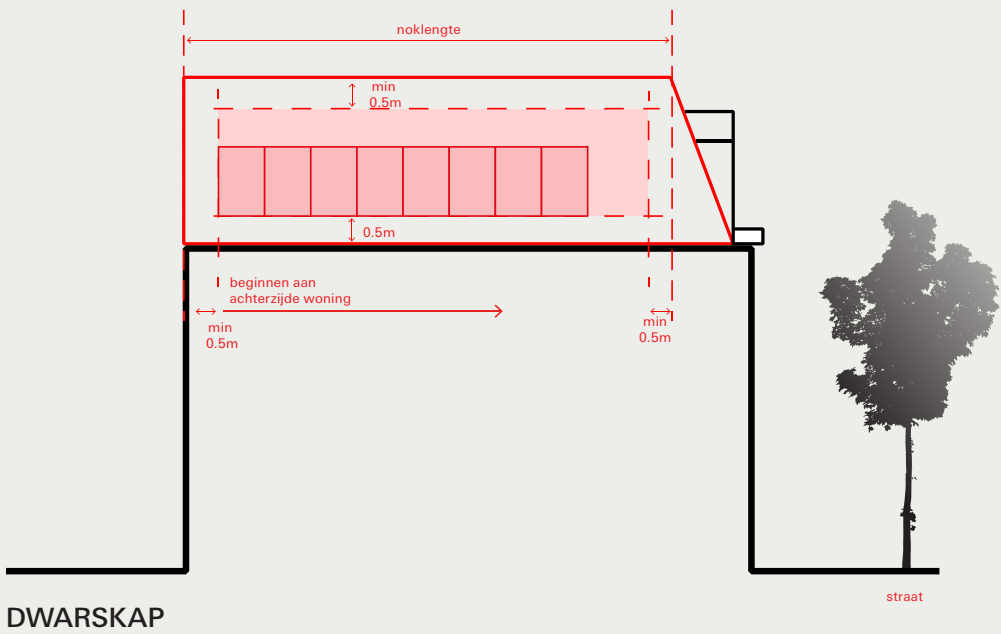 noklengte
min
0.5m
0.5m
beginnen aan
achterzijde woning
min
0.5m
min
0.5m
straat
DWARSKAP